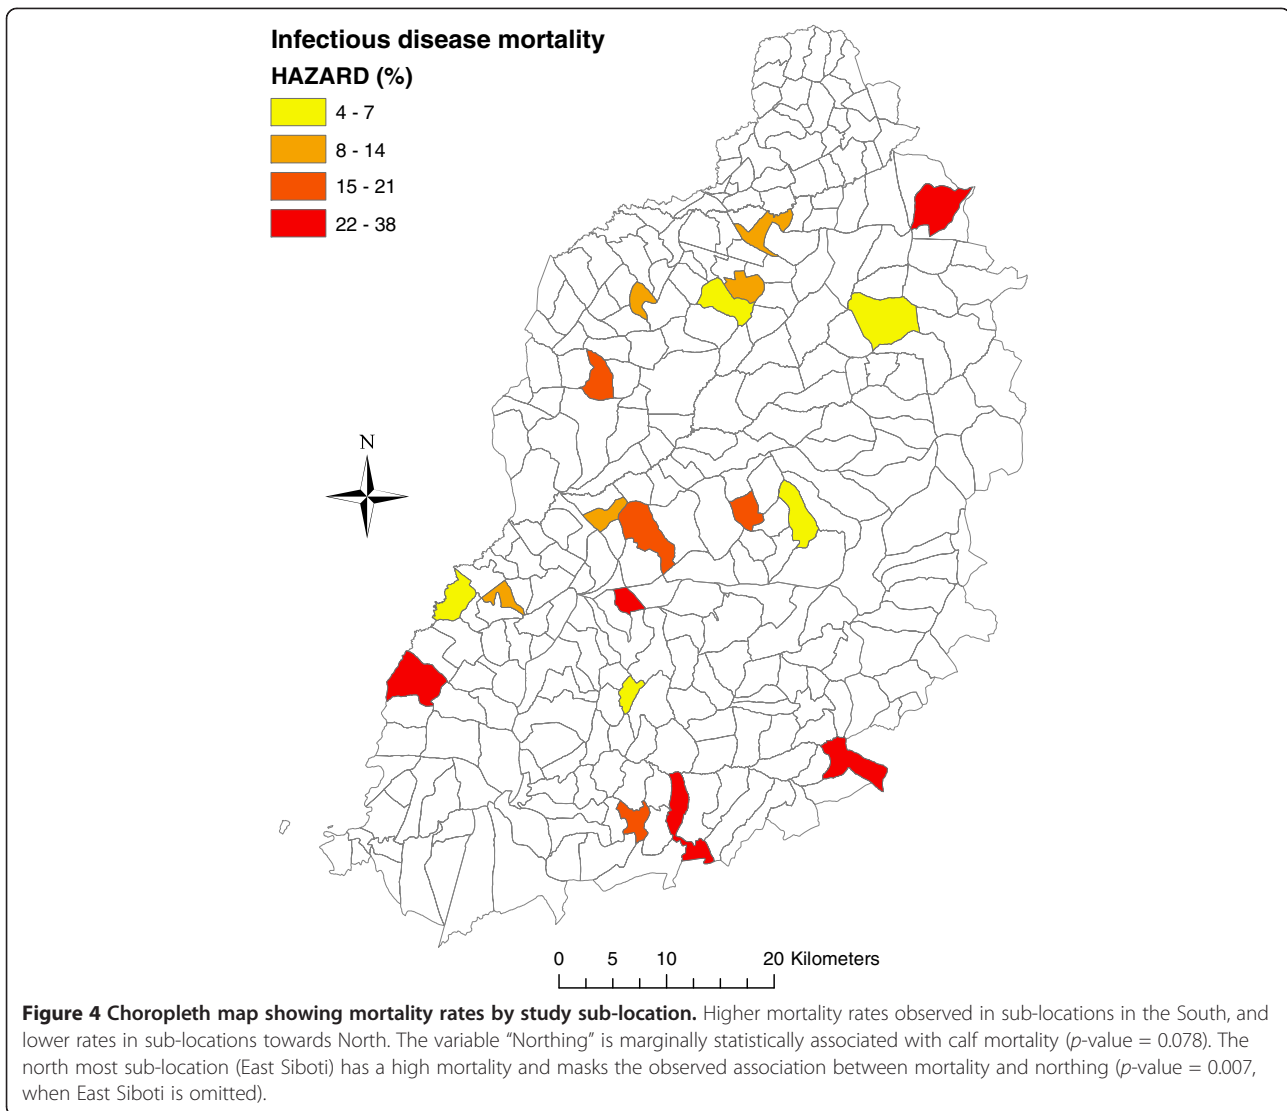 Infectious disease mortality
HAZARD (%)
4 - 7
8 - 14
15 - 21
22 - 38
N
0 5 10 20 Kilometers
Figure 4 Choropleth map showing mortality rates by study sub-location. Higher mortality rates observed in sub-locations in the South, and
lower rates in sub-locations towards North. The variable “Northing” is marginally statistically associated with calf mortality (p-value = 0.078). The
north most sub-location (East Siboti) has a high mortality and masks the observed association between mortality and northing (p-value = 0.007,
when East Siboti is omitted).